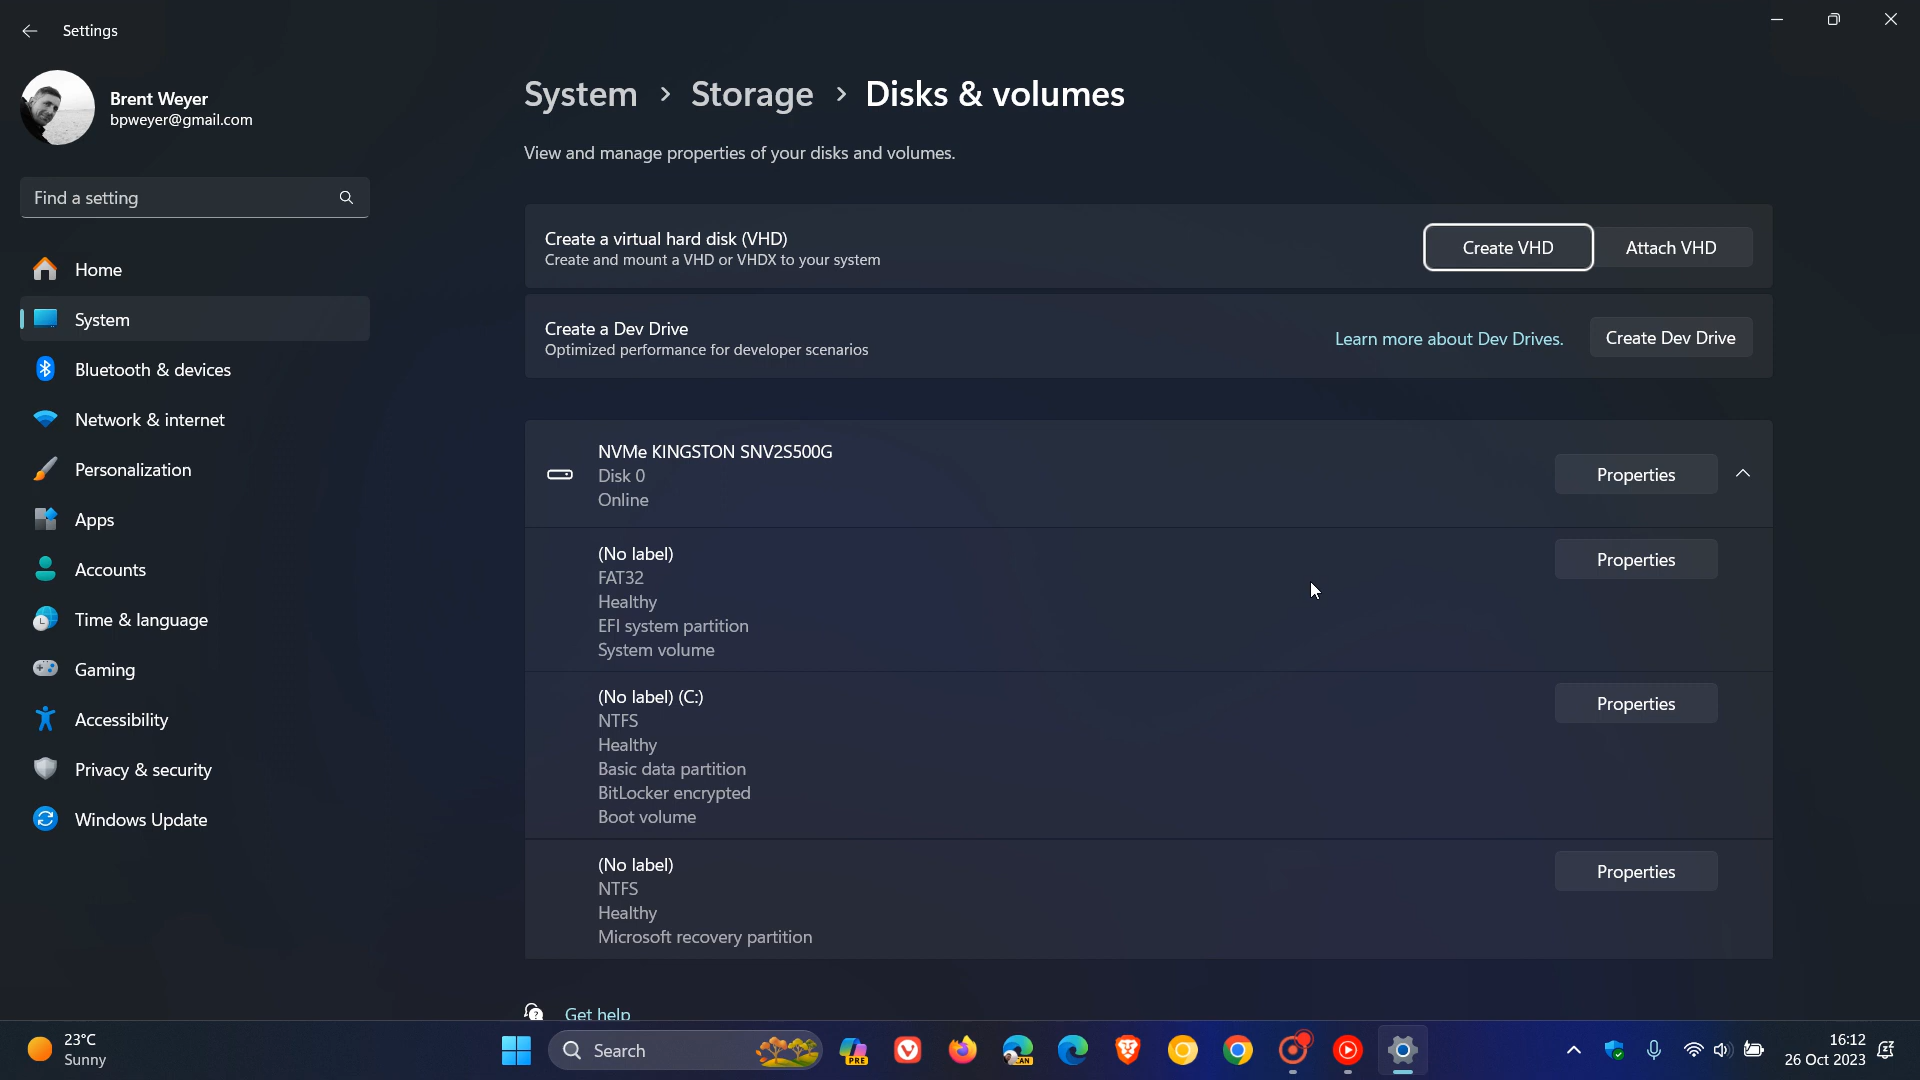 Settings
Brent Weyer
bpweyer@gmail.com
Find a setting
Home
System
Bluetooth & devices
Network & internet
Personalization
Apps
Accounts
Time & language
Gaming
Accessibility
Privacy & security
Windows Update
System > Storage > Disks & volumes
View and manage properties of your disks and volumes.
Create a virtual hard disk (VHD)
Create and mount a VHD or VHDX to your system
Create VHD
Attach VHD
Create a Dev Drive
Optimized performance for developer scenarios
Learn more about Dev Drives.
Create Dev Drive
NVMe KINGSTON SNV2S500G
Disk 0
Online
Properties
(No label)
FAT32
Healthy
EFI system partition
System volume
Properties
(No label) (C:)
NTFS
Healthy
Basic data partition
BitLocker encrypted
Boot volume
Properties
(No label)
NTFS
Healthy
Microsoft recovery partition
Properties
Get help
23°C
Sunny
Search
PRE
CAN
16:12
26 Oct 2023